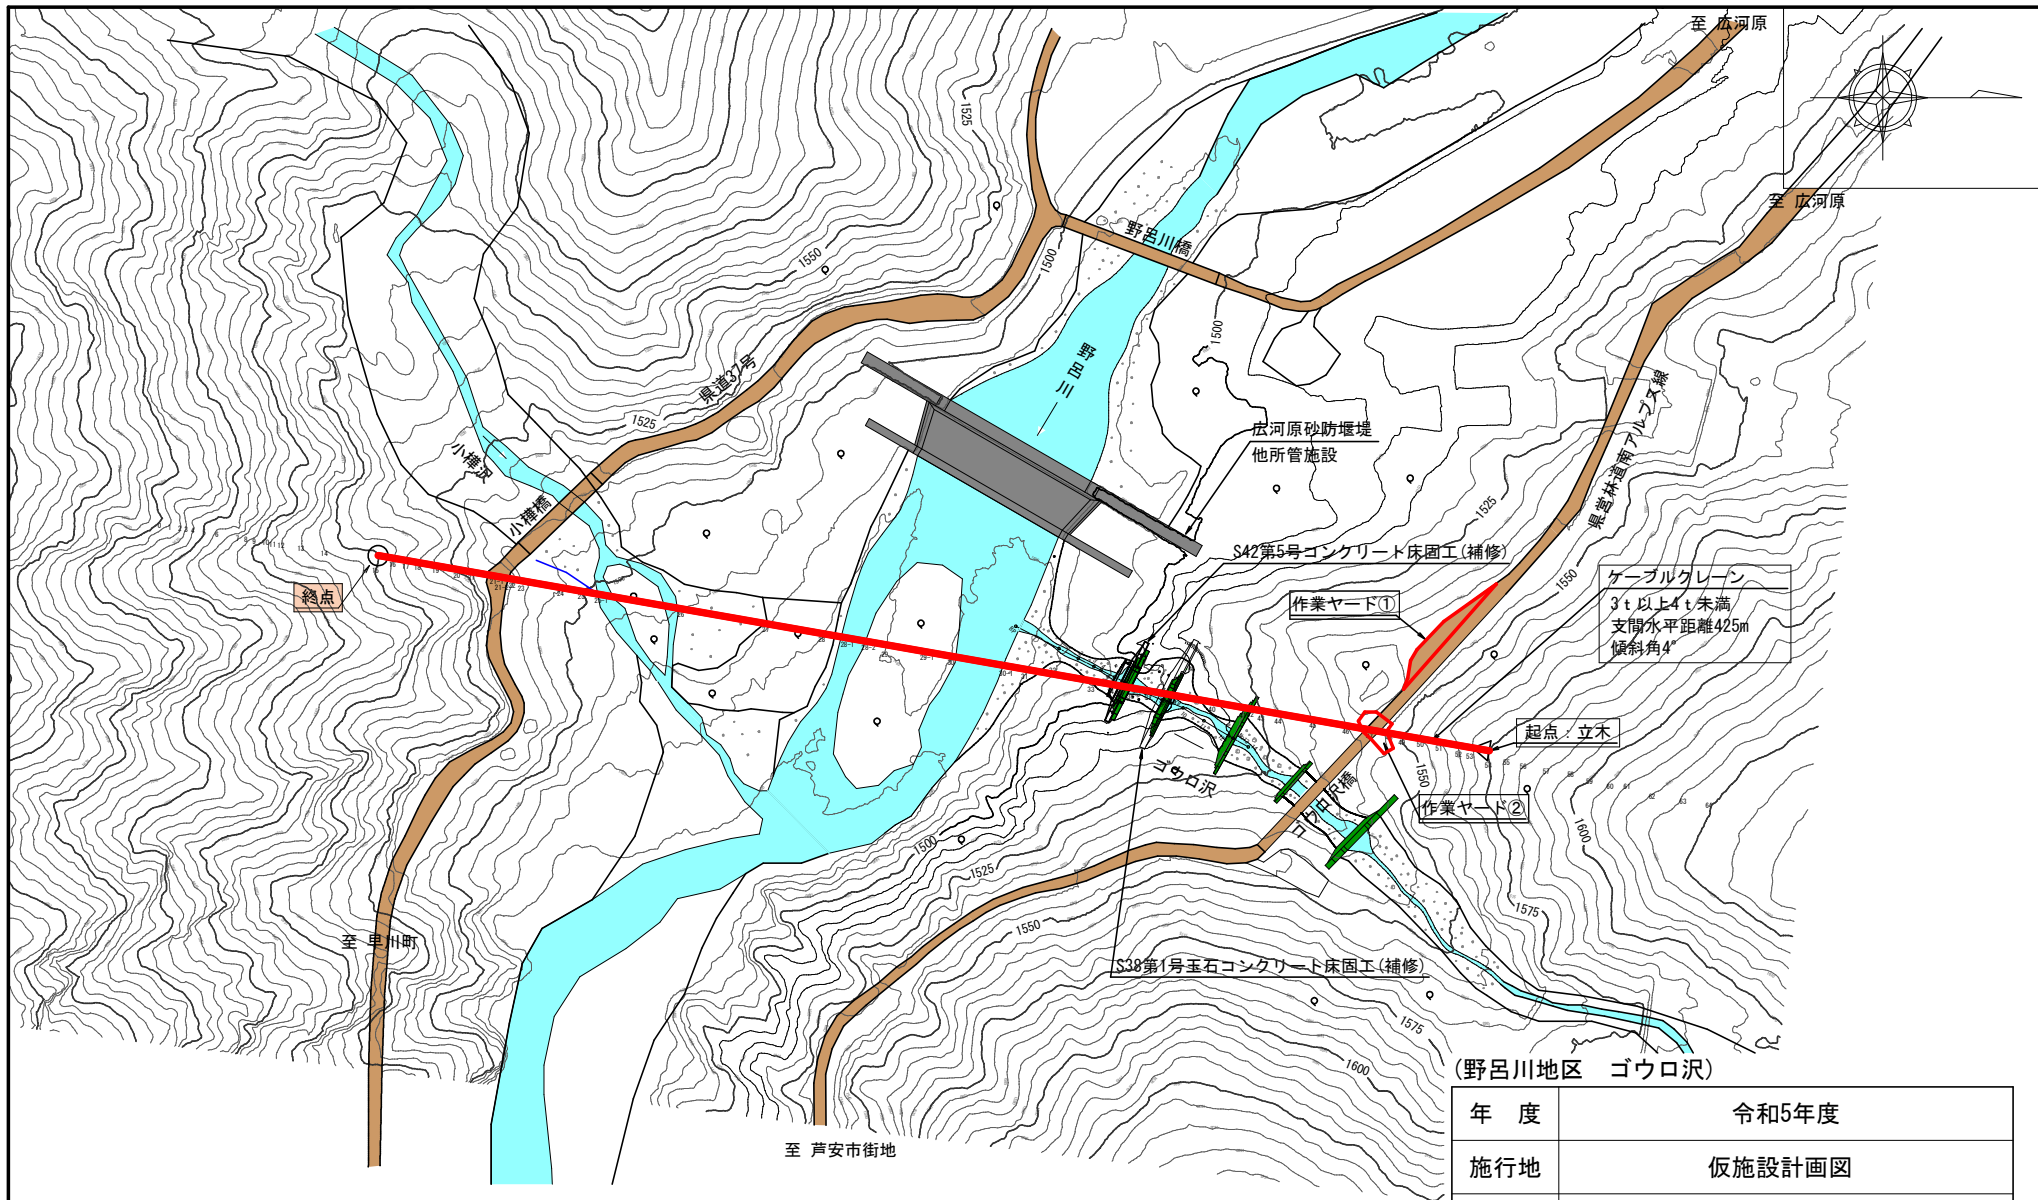 至 広河原
至 広河原
1525
野呂川橋
1550
1500
1500
野呂川
県道37号
1525
広河原砂防堰堤
他所管施設
県営林道南アルプス線
小樺沢
小樺橋
1525
S42第5号コンクリート床固工(補修)
1550
ケーブルクレーン
3t以上4t未満
支間水平距離425m
傾斜角4°
作業ヤード①
終点
起点：立木
ゴウロ沢
ゴウロ沢橋
1550
作業ヤード②
1600
1500
1525
1550
1575
至 早川町
S38第1号玉石コンクリート床固工(補修)
1575
1600
至 芦安市街地
(野呂川地区　ゴウロ沢)
年　度　令和5年度
施行地　仮施設計画図